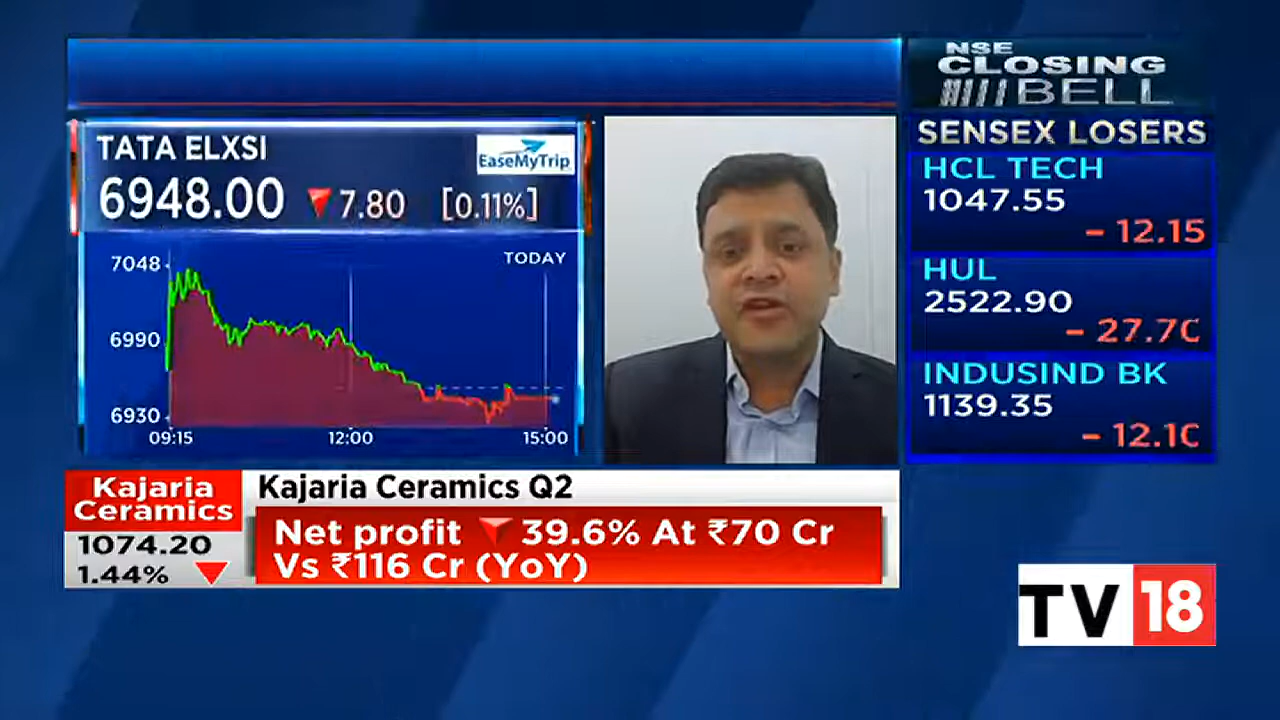 NSE
CLOSING
BELL
TATA ELXSI
EaseMyTrip
6948.00 7.80 [0.11%]
TODAY
7048
6990
6930
09:15 12:00 15:00
SENSEX LOSERS
HCL TECH
1047.55
- 12.15
HUL
2522.90
- 27.70
INDUSIND BK
1139.35
- 12.10
Kajaria
Ceramics
1074.20
1.44%
Kajaria Ceramics Q2
Net profit 39.6% At ₹70 Cr
Vs ₹116 Cr (YoY)
TV18